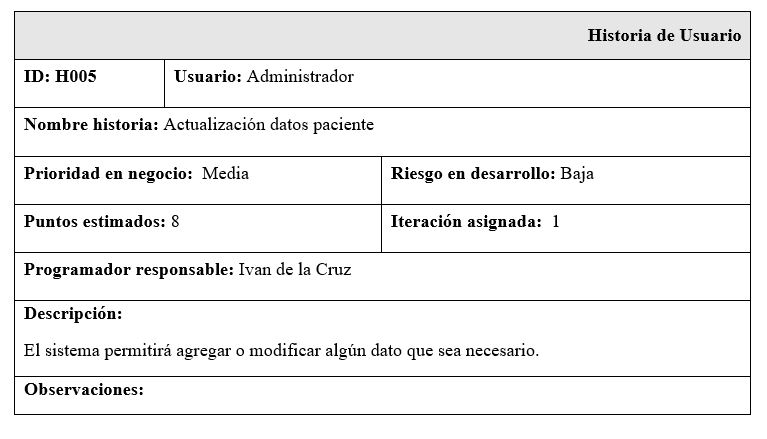 Historia de Usuario
ID: H005 Usuario: Administrador
Nombre historia: Actualización datos paciente
Prioridad en negocio: Media Riesgo en desarrollo: Baja
Puntos estimados: 8 Iteración asignada: 1
Programador responsable: Ivan de la Cruz
Descripción:
El sistema permitirá agregar o modificar algún dato que sea necesario.
Observaciones: